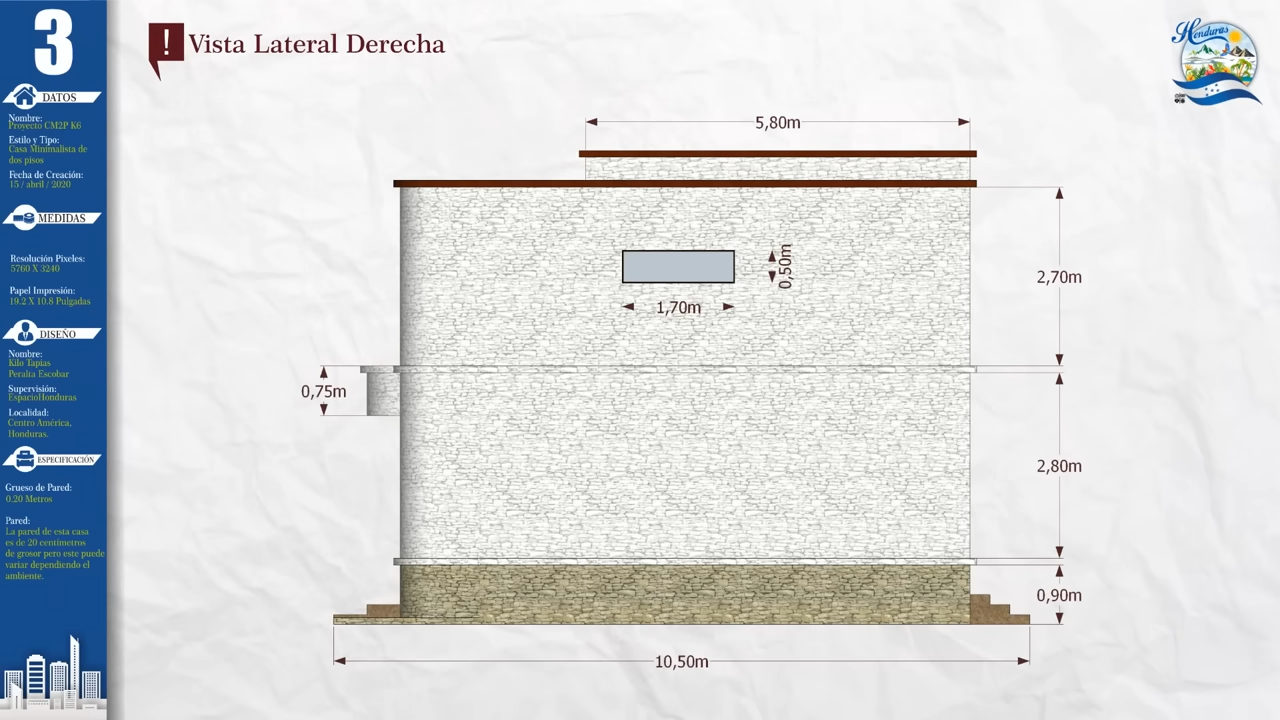 3
DATOS
Nombre:
Proyecto CM2P K6
Estilo y Tipo:
Casa Minimalista de
dos pisos
Fecha de Creación:
15 / abril / 2020
MEDIDAS
Resolución Pixeles:
5760 X 3240
Papel Impresión:
19.2 X 10.8 Pulgadas
DISEÑO
Nombre:
Kilo Tapias
Peralta Escobar
Supervisión:
EspacioHonduras
Localidad:
Centro América,
Honduras.
ESPECIFICACIÓN
Grueso de Pared:
0.20 Metros
Pared:
La pared de esta casa
es de 20 centímetros
de grosor pero este puede
variar dependiendo el
ambiente.
! Vista Lateral Derecha
Honduras
5,80m
0,50m
1,70m
2,70m
0,75m
2,80m
0,90m
10,50m